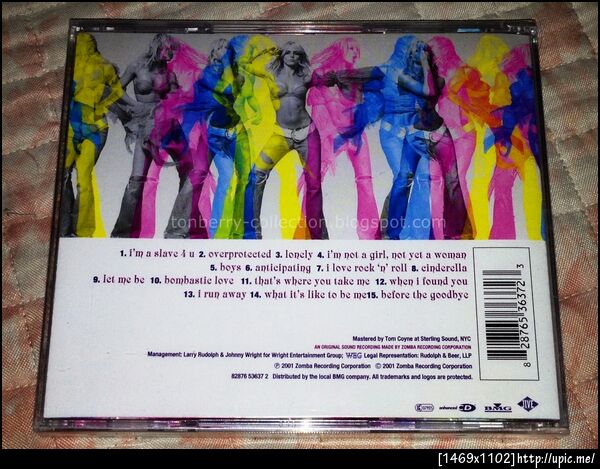 tonberry-collection.blogspot.com
1. i'm a slave 4 u 2. overprotected 3. lonely 4. i'm not a girl, not yet a woman
5. boys 6. anticipating 7. i love rock 'n' roll 8. cinderella
9. let me be 10. bombastic love 11. that's where you take me 12. when i found you
13. i run away 14. what it's like to be me 15. before the goodbye
Mastered by Tom Coyne at Sterling Sound, NYC
AN ORIGINAL SOUND RECORDING MADE BY ZOMBA RECORDING CORPORATION
Management: Larry Rudolph & Johnny Wright for Wright Entertainment Group; WEG Legal Representation: Rudolph & Beer, LLP
℗ 2001 Zomba Recording Corporation © 2001 Zomba Recording Corporation
82876 53637 2 Distributed by the local BMG company. All trademarks and logos are protected.
8 28765 36372 3
enhanced CD BMG JIVE
[1469x1102]http://upic.me/